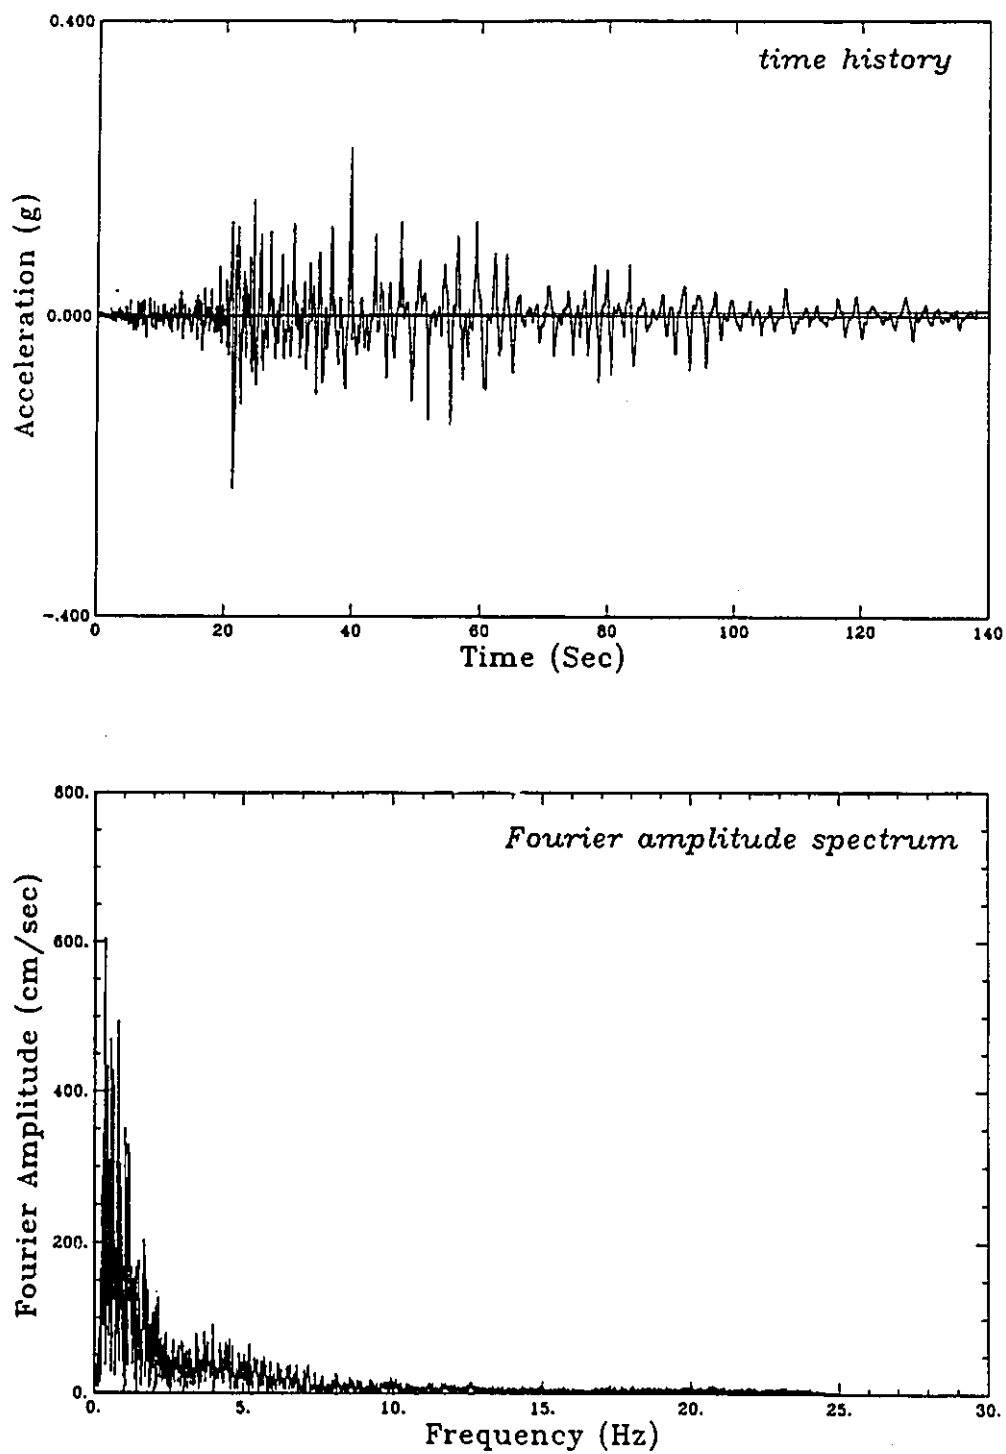 0.400
time history
Acceleration (g)
0.000
-.400
0 20 40 60 80 100 120 140
Time (Sec)
800.
Fourier amplitude spectrum
Fourier Amplitude (cm/sec)
600.
400.
200.
0.
0. 5. 10. 15. 20. 25. 30.
Frequency (Hz)